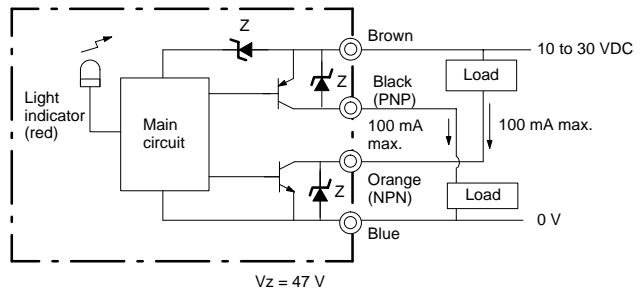 Z
Brown
10 to 30 VDC
Light
indicator
(red)
Z
Black
(PNP)
Load
Main
circuit
100 mA
max.
100 mA max.
Orange
(NPN)
Z
Load
Blue
0 V
Vz = 47 V